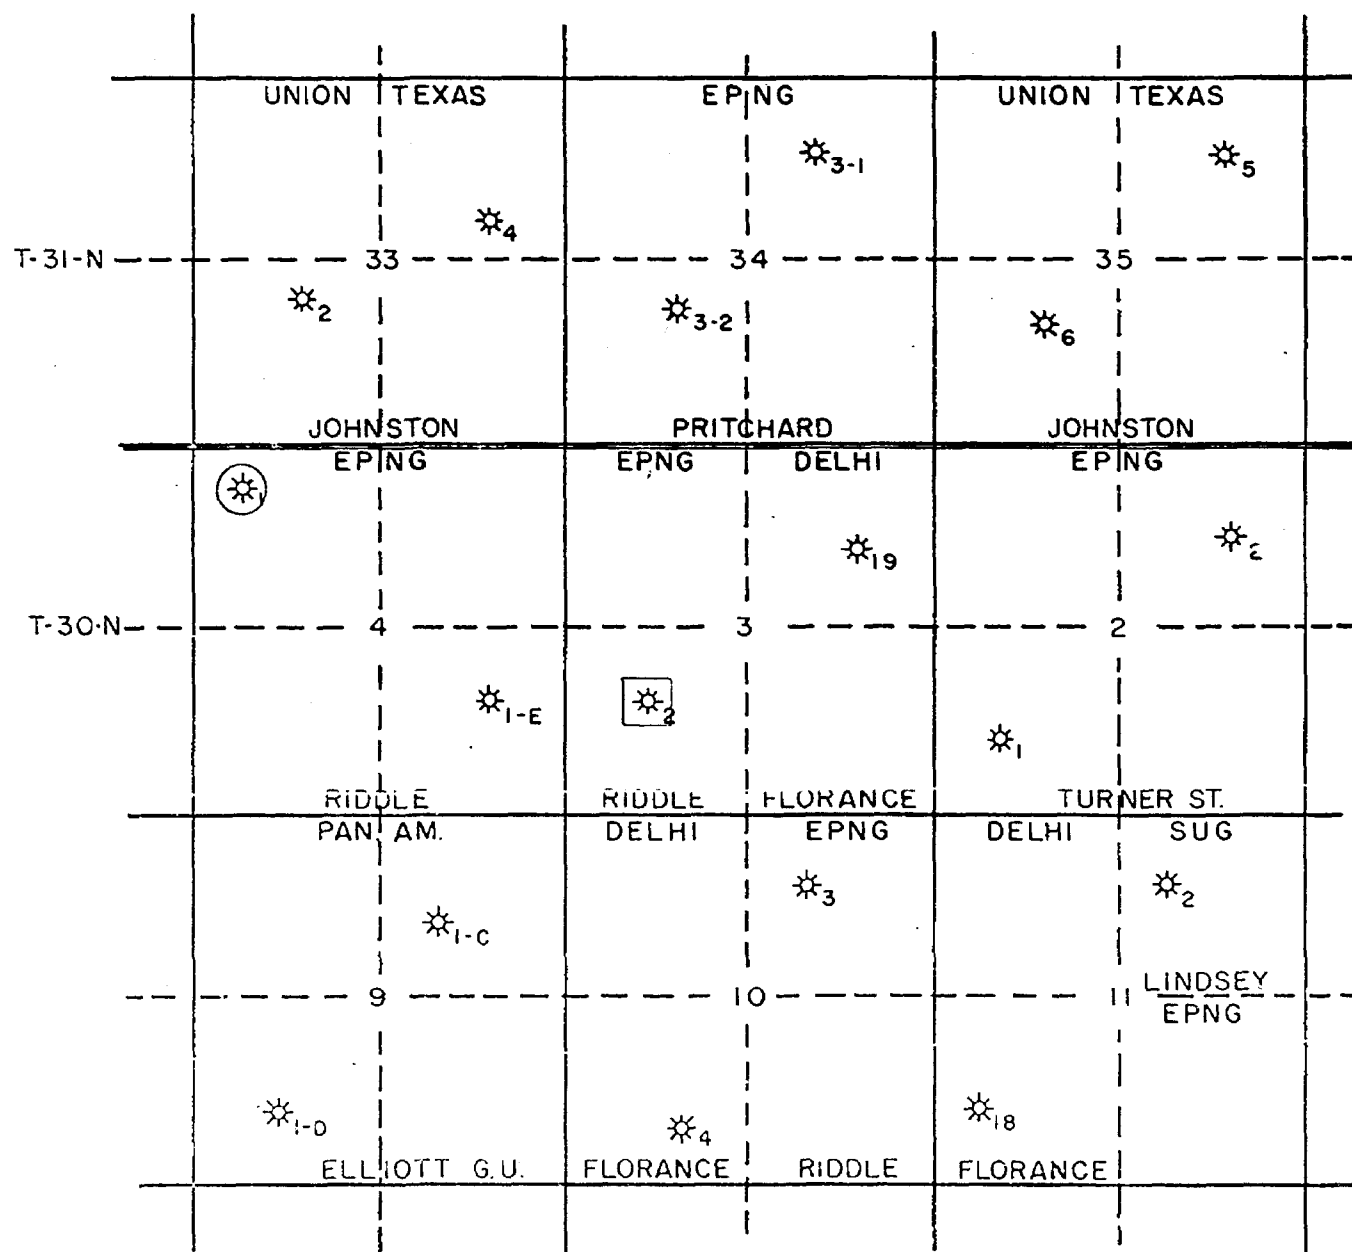 UNION TEXAS EPNG UNION TEXAS
3-1 5
4
T-31-N 33 34 35
2 3-2 6
JOHNSTON PRITCHARD JOHNSTON
EPNG EPNG DELHI EPNG
1
19 2
T-30-N 4 3 2
1-E 2
1
RIDDLE RIDDLE FLORANCE TURNER ST.
PAN. AM. DELHI EPNG DELHI SUG
3 2
1-C
9 10 11 LINDSEY
EPNG
1-D 4 18
ELLIOTT G.U. FLORANCE RIDDLE FLORANCE